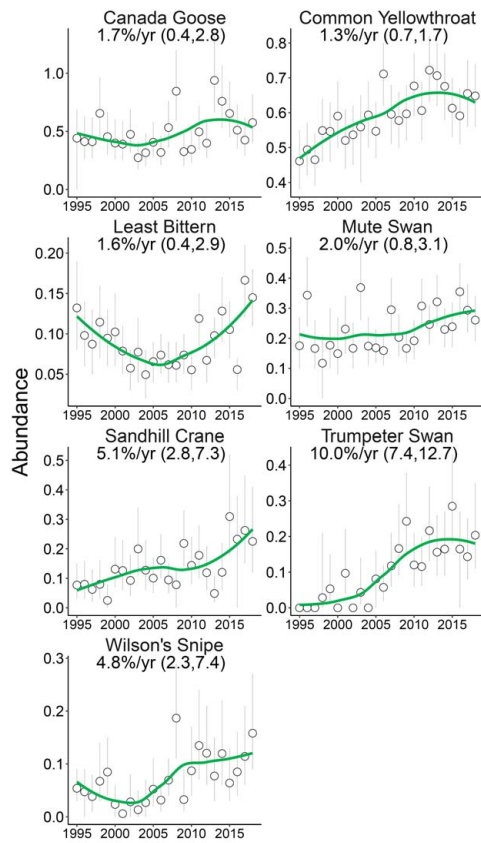 Canada Goose
1.7%/yr (0.4,2.8)
1.0
0.5
0.0
1995 2000 2005 2010 2015
Common Yellowthroat
1.3%/yr (0.7,1.7)
0.8
0.7
0.6
0.5
0.4
1995 2000 2005 2010 2015
Least Bittern
1.6%/yr (0.4,2.9)
0.20
0.15
0.10
0.05
1995 2000 2005 2010 2015
Mute Swan
2.0%/yr (0.8,3.1)
0.5
0.4
0.3
0.2
0.1
0.0
1995 2000 2005 2010 2015
Abundance
Sandhill Crane
5.1%/yr (2.8,7.3)
0.5
0.4
0.3
0.2
0.1
0.0
1995 2000 2005 2010 2015
Trumpeter Swan
10.0%/yr (7.4,12.7)
0.4
0.3
0.2
0.1
0.0
1995 2000 2005 2010 2015
Wilson's Snipe
4.8%/yr (2.3,7.4)
0.3
0.2
0.1
0.0
1995 2000 2005 2010 2015